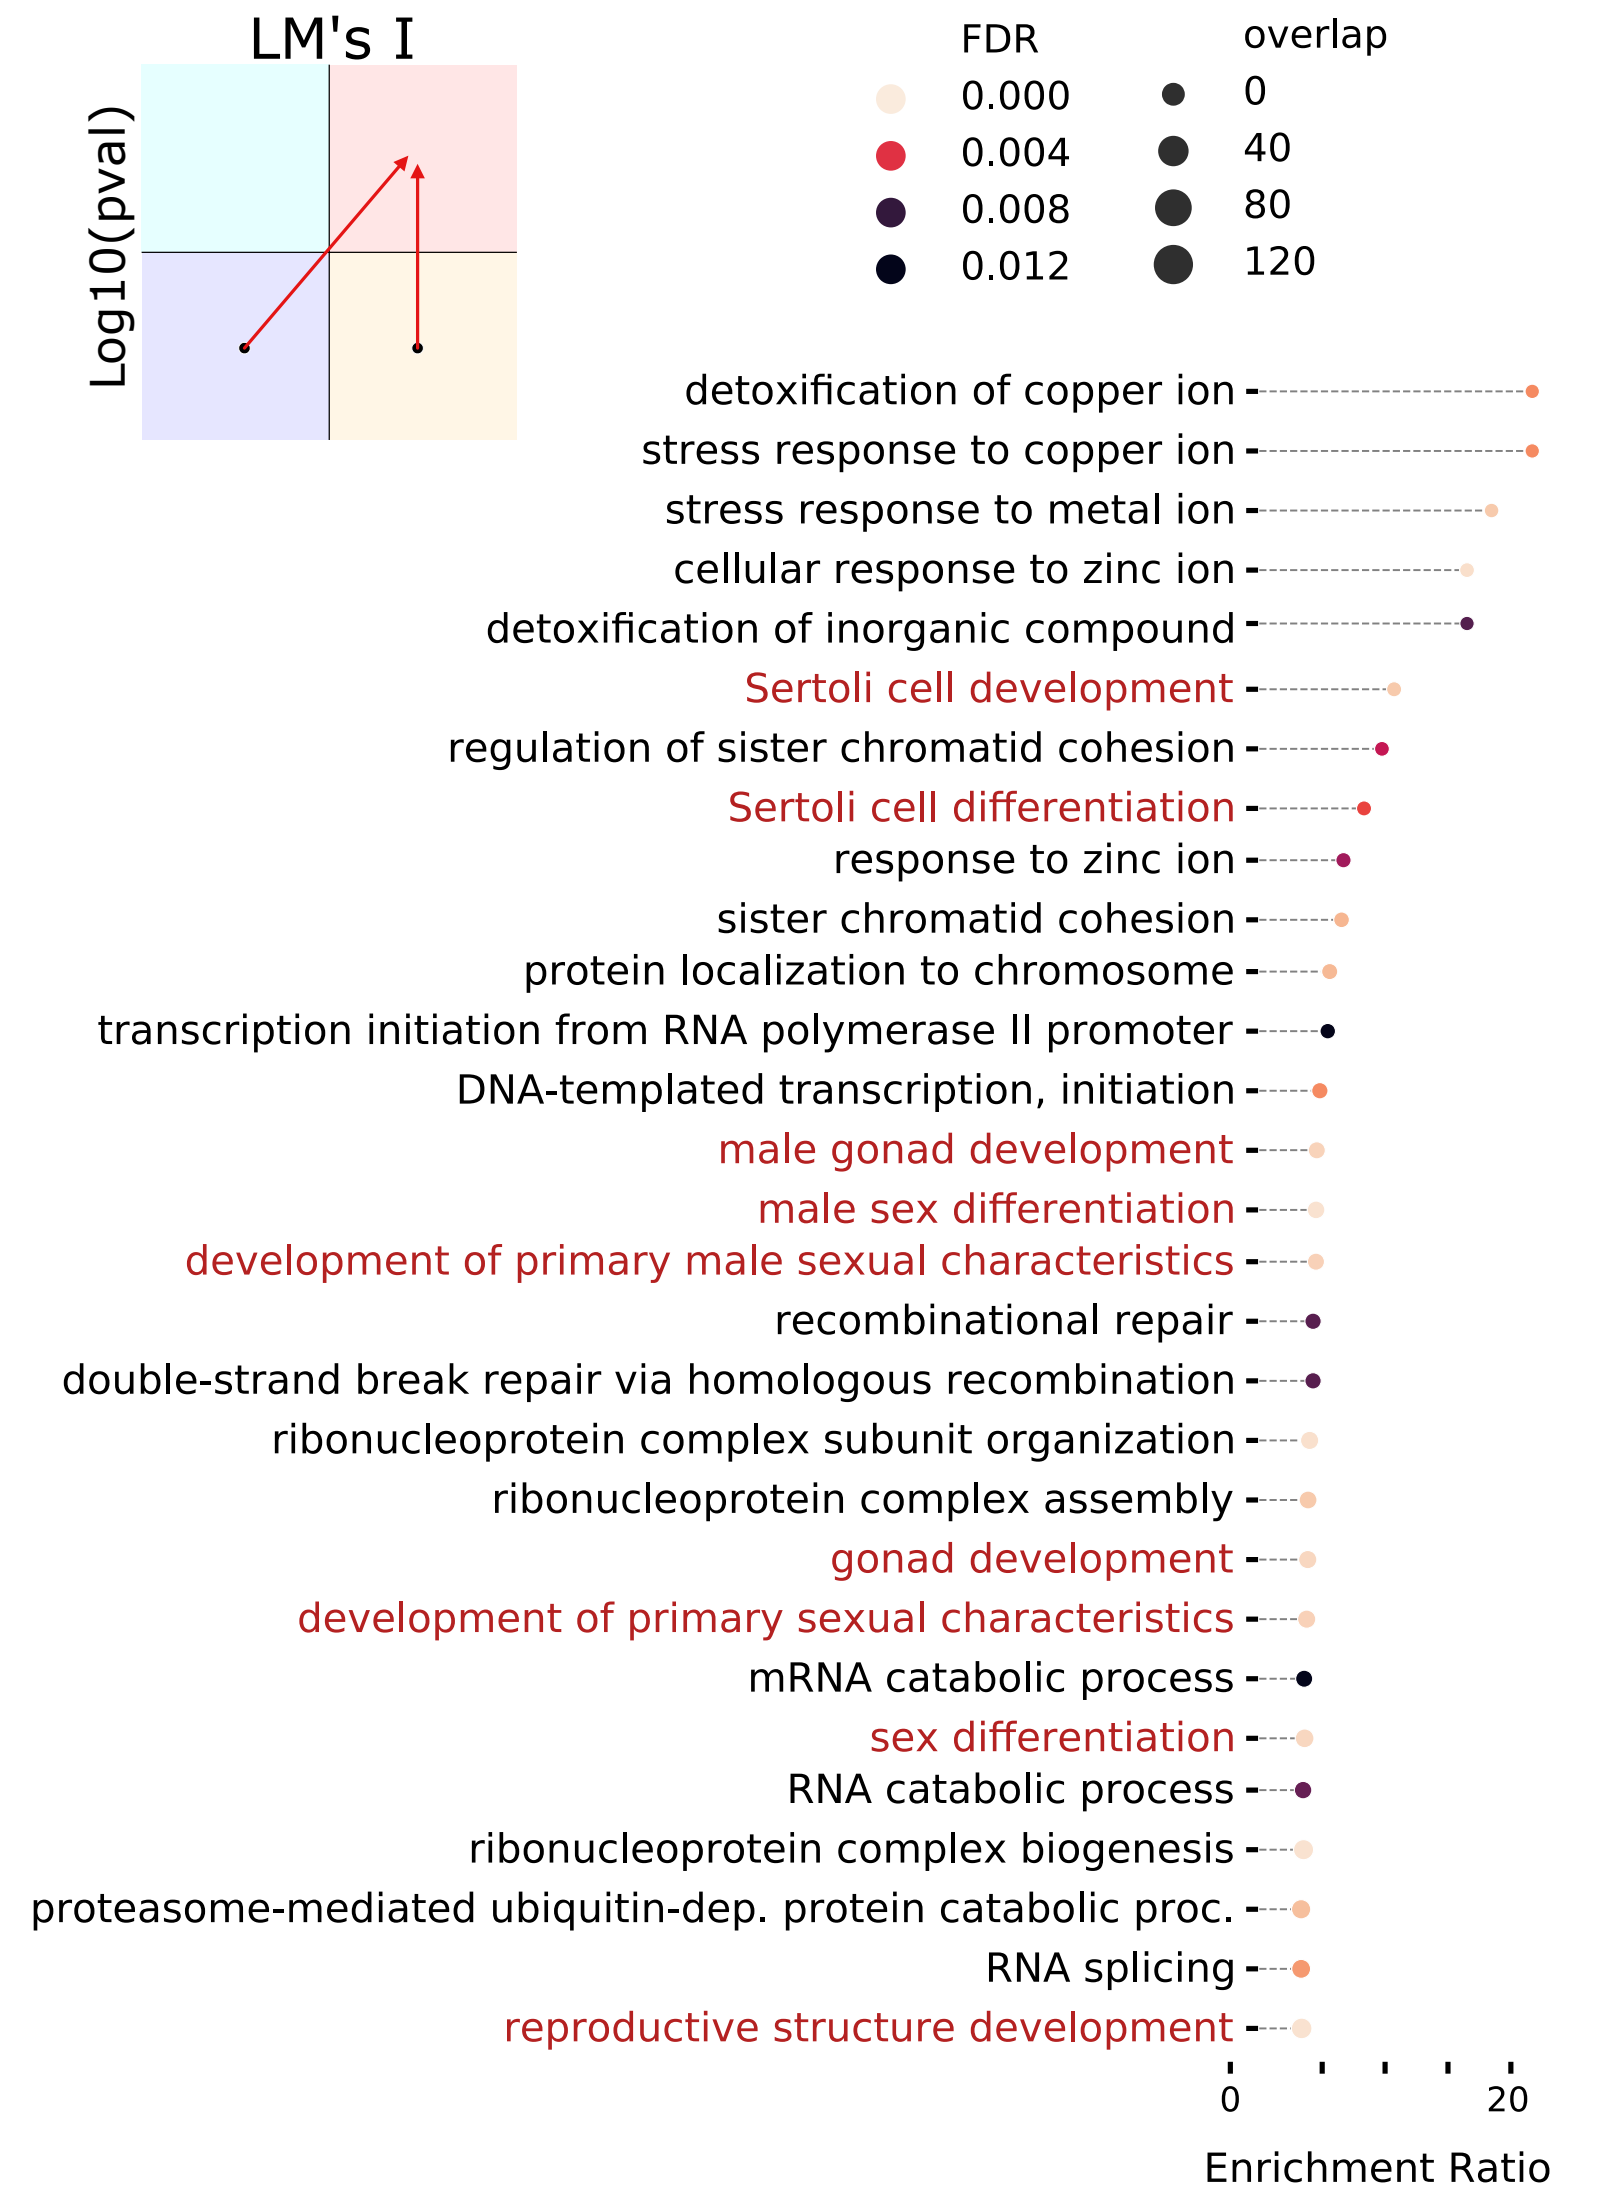 LM's I
Log10(pval)
FDR
0.000
0.004
0.008
0.012
overlap
0
40
80
120
detoxification of copper ion
stress response to copper ion
stress response to metal ion
cellular response to zinc ion
detoxification of inorganic compound
Sertoli cell development
regulation of sister chromatid cohesion
Sertoli cell differentiation
response to zinc ion
sister chromatid cohesion
protein localization to chromosome
transcription initiation from RNA polymerase II promoter
DNA-templated transcription, initiation
male gonad development
male sex differentiation
development of primary male sexual characteristics
recombinational repair
double-strand break repair via homologous recombination
ribonucleoprotein complex subunit organization
ribonucleoprotein complex assembly
gonad development
development of primary sexual characteristics
mRNA catabolic process
sex differentiation
RNA catabolic process
ribonucleoprotein complex biogenesis
proteasome-mediated ubiquitin-dep. protein catabolic proc.
RNA splicing
reproductive structure development
0 20
Enrichment Ratio